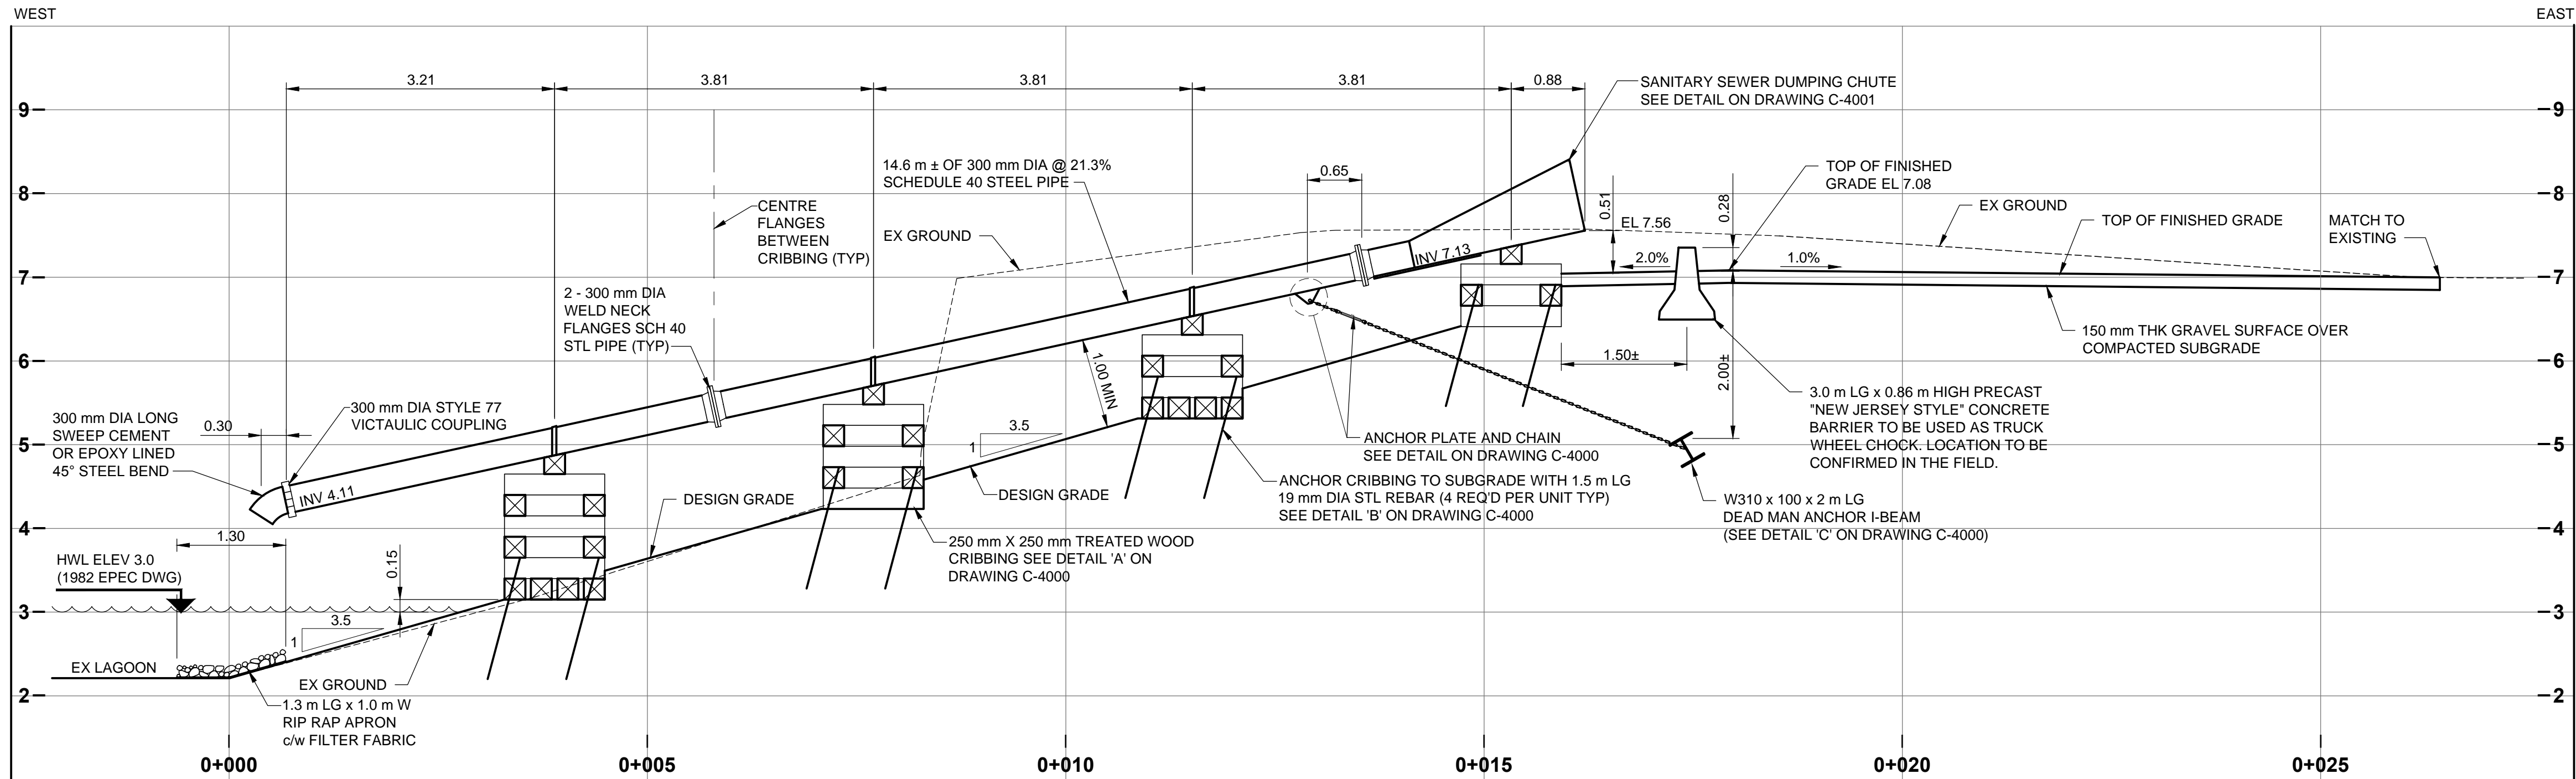 WEST
EAST
3.21
3.81
3.81
3.81
0.88
SANITARY SEWER DUMPING CHUTE
SEE DETAIL ON DRAWING C-4001
9
9
14.6 m ± OF 300 mm DIA @ 21.3%
SCHEDULE 40 STEEL PIPE
0.65
TOP OF FINISHED
GRADE EL 7.08
8
8
CENTRE
FLANGES
BETWEEN
CRIBBING (TYP)
EX GROUND
0.51
EL 7.56
0.28
EX GROUND
TOP OF FINISHED GRADE
MATCH TO
EXISTING
INV 7.13
2.0%
1.0%
7
7
2 - 300 mm DIA
WELD NECK
FLANGES SCH 40
STL PIPE (TYP)
150 mm THK GRAVEL SURFACE OVER
COMPACTED SUBGRADE
1.50±
2.00±
6
6
1.00 MIN
300 mm DIA LONG
SWEEP CEMENT
OR EPOXY LINED
45° STEEL BEND
0.30
300 mm DIA STYLE 77
VICTAULIC COUPLING
3.0 m LG x 0.86 m HIGH PRECAST
"NEW JERSEY STYLE" CONCRETE
BARRIER TO BE USED AS TRUCK
WHEEL CHOCK. LOCATION TO BE
CONFIRMED IN THE FIELD.
3.5
1
ANCHOR PLATE AND CHAIN
SEE DETAIL ON DRAWING C-4000
5
5
INV 4.11
DESIGN GRADE
DESIGN GRADE
ANCHOR CRIBBING TO SUBGRADE WITH 1.5 m LG
19 mm DIA STL REBAR (4 REQ'D PER UNIT TYP)
SEE DETAIL 'B' ON DRAWING C-4000
W310 x 100 x 2 m LG
DEAD MAN ANCHOR I-BEAM
(SEE DETAIL 'C' ON DRAWING C-4000)
4
4
1.30
250 mm X 250 mm TREATED WOOD
CRIBBING SEE DETAIL 'A' ON
DRAWING C-4000
HWL ELEV 3.0
(1982 EPEC DWG)
0.15
3
3
3.5
1
EX LAGOON
EX GROUND
2
2
1.3 m LG x 1.0 m W
RIP RAP APRON
c/w FILTER FABRIC
0+000
0+005
0+010
0+015
0+020
0+025